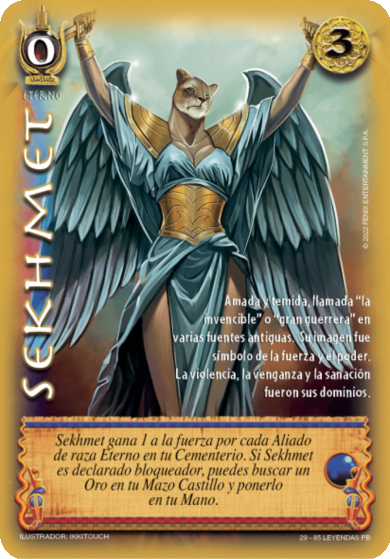 0
3
ETERNO
SEKHMET
© 2022 FENIX ENTERTAINMENT S.P.A.
Amada y temida, llamada “la
invencible” o “gran guerrera” en
varias fuentes antiguas. Su imagen fue
símbolo de la fuerza y el poder.
La violencia, la venganza y la sanación
fueron sus dominios.
Sekhmet gana 1 a la fuerza por cada Aliado
de raza Eterno en tu Cementerio. Si Sekhmet
es declarado bloqueador, puedes buscar un
Oro en tu Mazo Castillo y ponerlo
en tu Mano.
ILUSTRADOR: IKKITOUCH
29 - 85 LEYENDAS PB